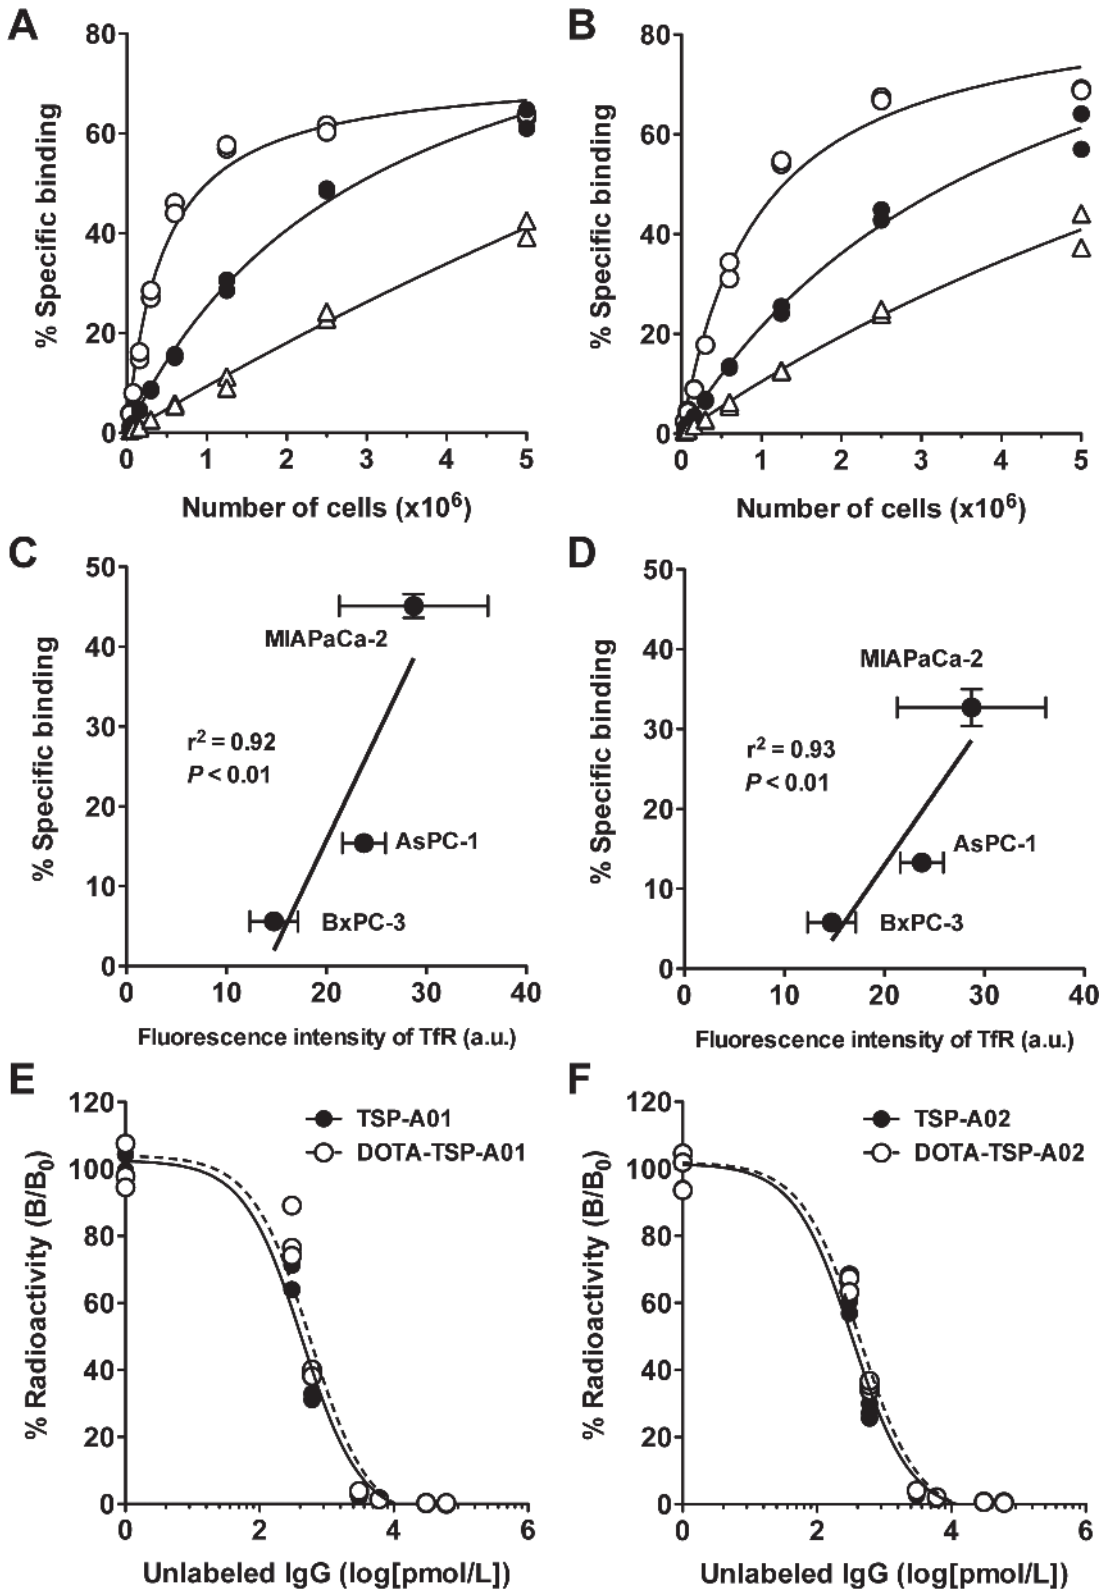 A
80
60
40
20
0
% Specific binding
0 1 2 3 4 5
Number of cells (x10⁶)
B
80
60
40
20
0
% Specific binding
0 1 2 3 4 5
Number of cells (x10⁶)
C
50
40
30
20
10
0
% Specific binding
MIAPaCa-2
r² = 0.92
P < 0.01
AsPC-1
BxPC-3
0 10 20 30 40
Fluorescence intensity of TfR (a.u.)
D
50
40
30
20
10
0
% Specific binding
MIAPaCa-2
r² = 0.93
P < 0.01
AsPC-1
BxPC-3
0 10 20 30 40
Fluorescence intensity of TfR (a.u.)
E
120
100
80
60
40
20
0
% Radioactivity (B/B₀)
TSP-A01
DOTA-TSP-A01
0 2 4 6
Unlabeled IgG (log[pmol/L])
F
120
100
80
60
40
20
0
% Radioactivity (B/B₀)
TSP-A02
DOTA-TSP-A02
0 2 4 6
Unlabeled IgG (log[pmol/L])